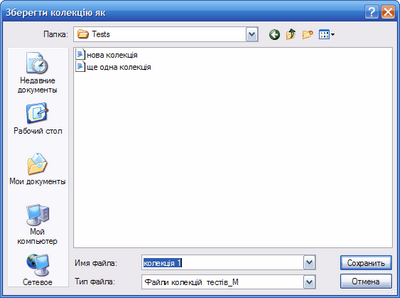 Зберегти колекцію як
Папка:
Tests
нова колекція
ще одна колекція
Недавние
документы
Рабочий стол
Мои документы
Мой
компьютер
Сетевое
Имя файла:
колекція 1
Сохранить
Тип файла:
Файли колекцій тестів_М
Отмена